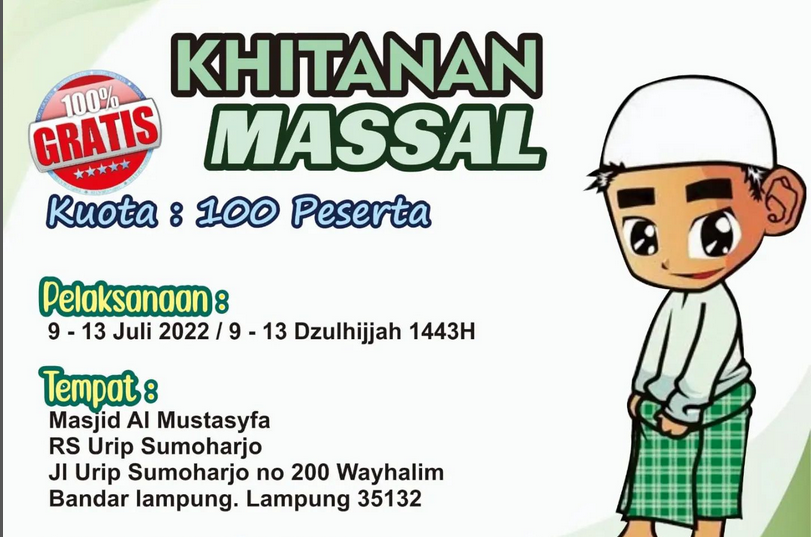 KHITANAN
MASSAL
100%
GRATIS
Kuota : 100 Peserta
Pelaksanaan :
9 - 13 Juli 2022 / 9 - 13 Dzulhijjah 1443H
Tempat :
Masjid Al Mustasyfa
RS Urip Sumoharjo
Jl Urip Sumoharjo no 200 Wayhalim
Bandar lampung. Lampung 35132